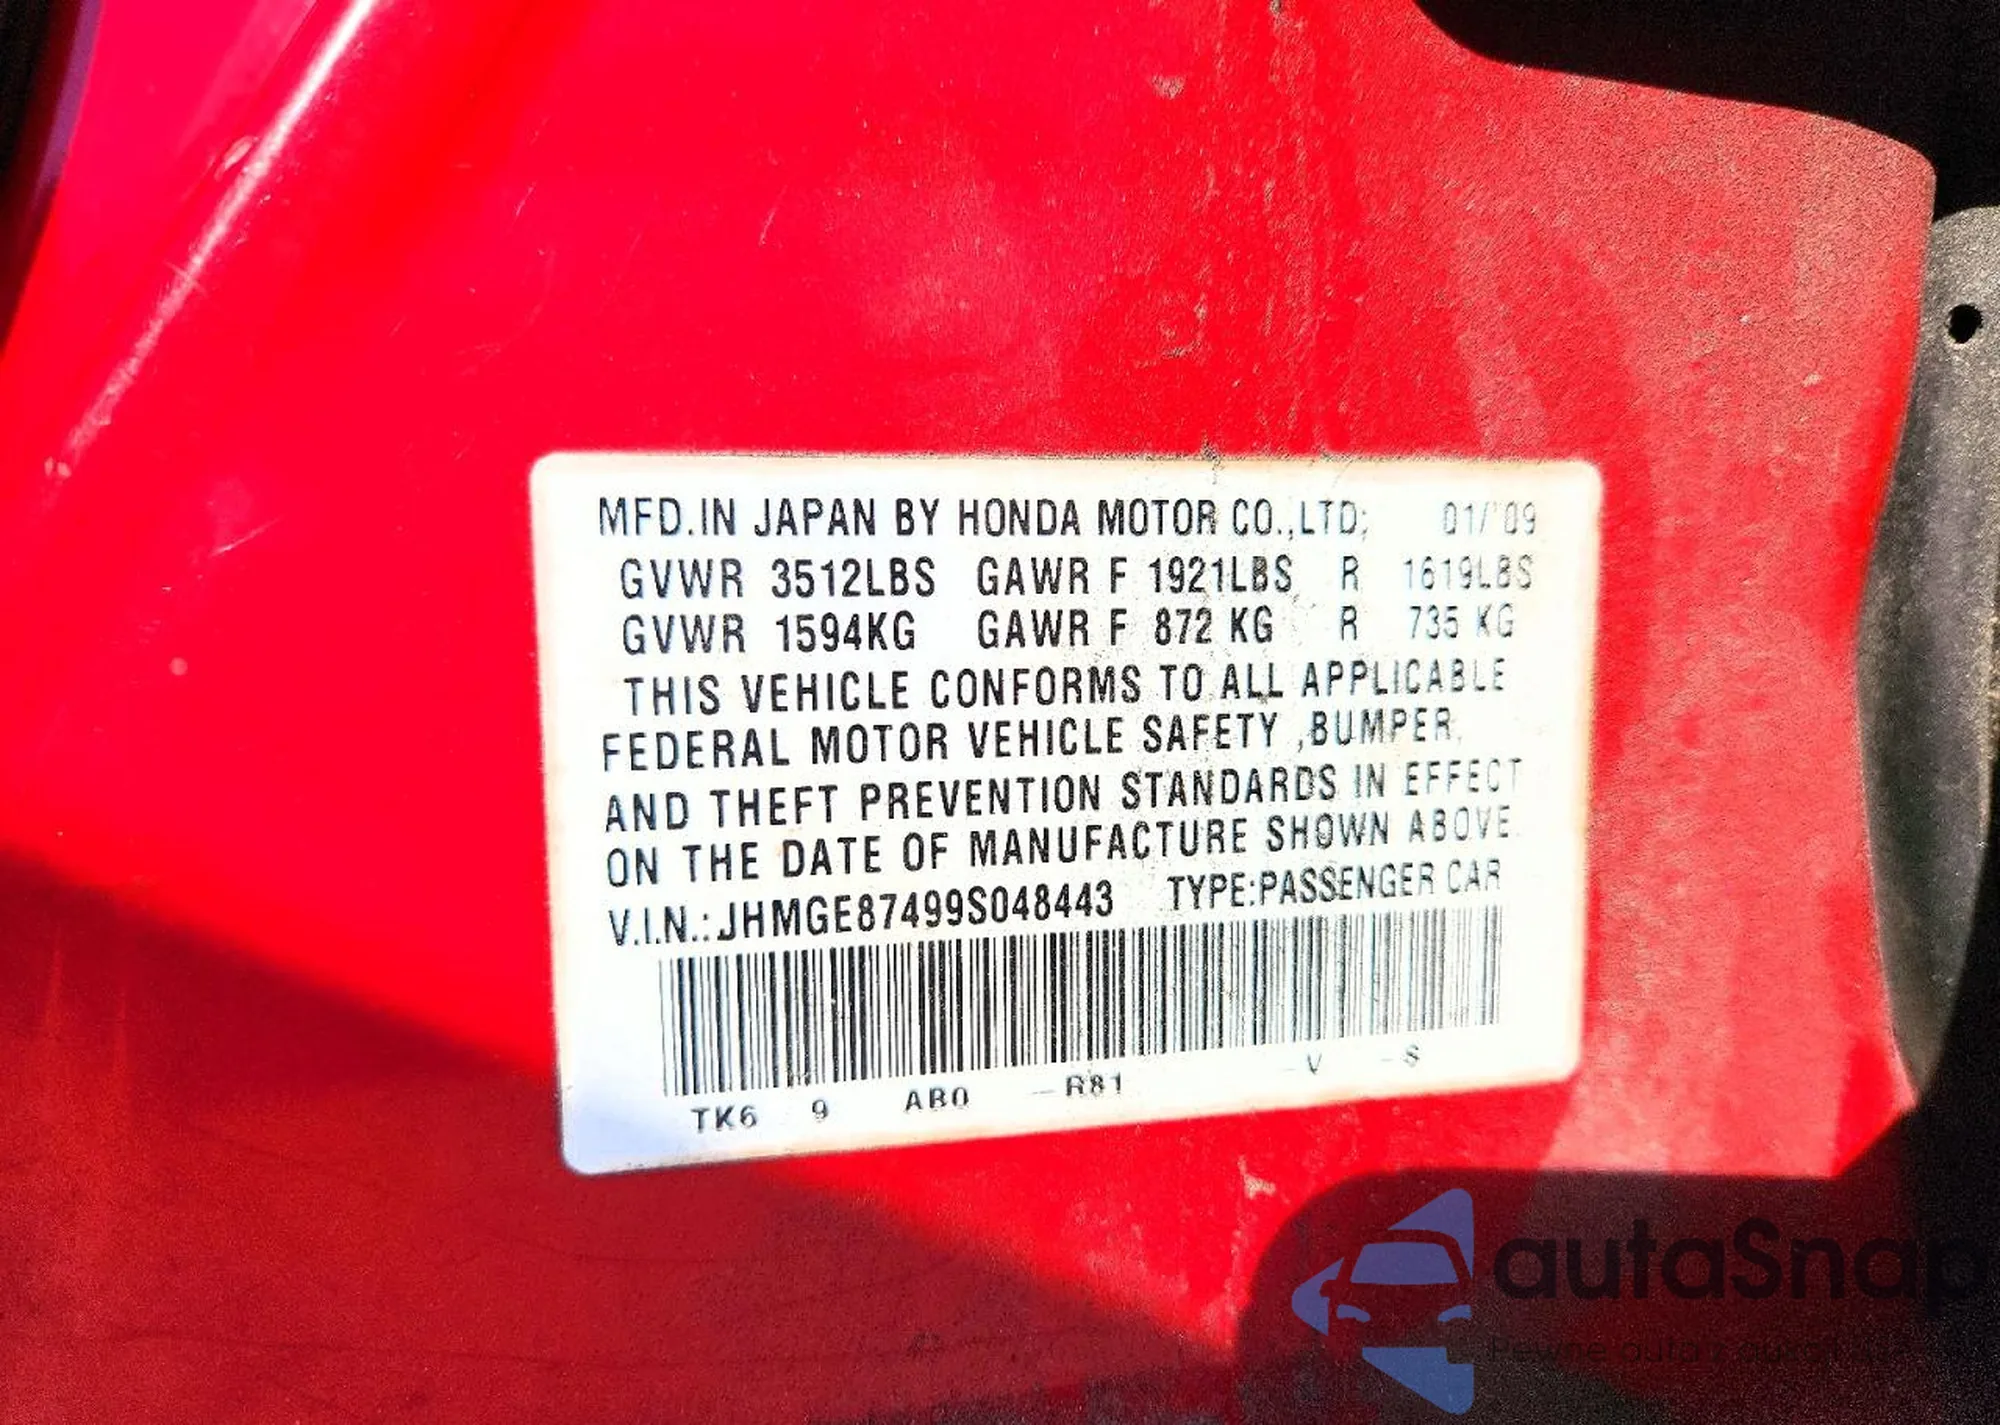 MFD.IN JAPAN BY HONDA MOTOR CO.,LTD; 01/'09
GVWR 3512LBS GAWR F 1921LBS R 1619LBS
GVWR 1594KG GAWR F 872 KG R 735 KG
THIS VEHICLE CONFORMS TO ALL APPLICABLE
FEDERAL MOTOR VEHICLE SAFETY ,BUMPER,
AND THEFT PREVENTION STANDARDS IN EFFECT
ON THE DATE OF MANUFACTURE SHOWN ABOVE.
V.I.N.: JHMGE87499S048443 TYPE:PASSENGER CAR
TK6 9 AB0 -R81 -V -S
autaSnap
Pewne auta z